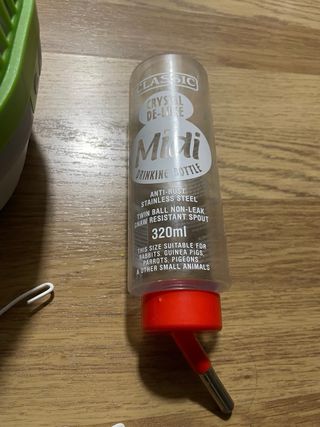 CLASSIC
CRYSTAL
DE-LUXE
Midi
DRINKING BOTTLE
ANTI-RUST
STAINLESS STEEL
TWIN BALL NON-LEAK
GNAW RESISTANT SPOUT
320ml
THIS SIZE SUITABLE FOR
RABBITS, GUINEA PIGS,
PARROTS, PIGEONS
& OTHER SMALL ANIMALS